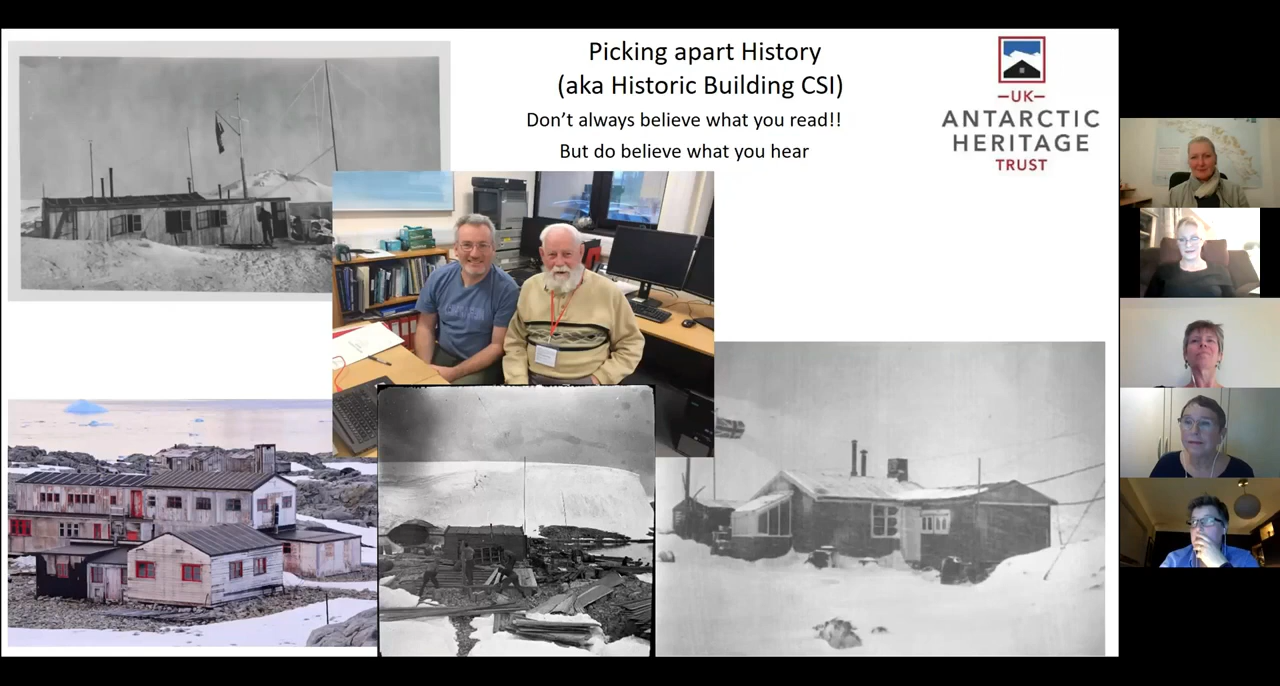 Picking apart History
(aka Historic Building CSI)
Don't always believe what you read!!
But do believe what you hear
UK
ANTARCTIC
HERITAGE
TRUST